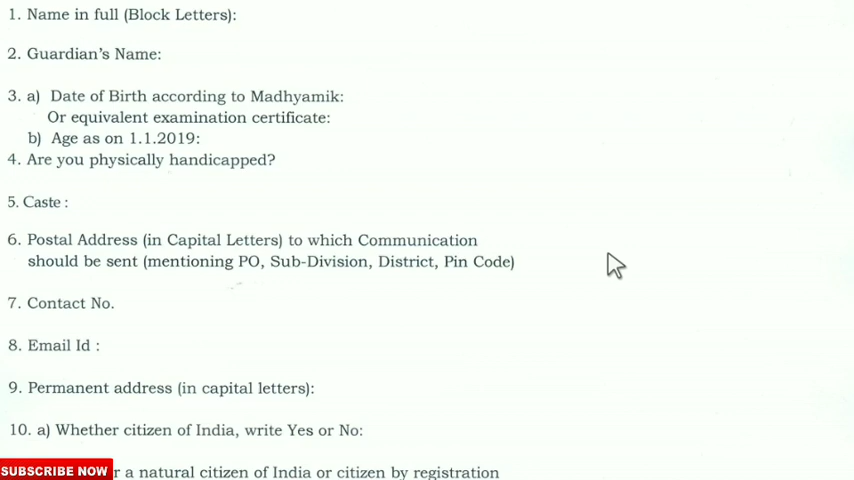 1. Name in full (Block Letters):
2. Guardian's Name:
3. a) Date of Birth according to Madhyamik:
Or equivalent examination certificate:
b) Age as on 1.1.2019:
4. Are you physically handicapped?
5. Caste :
6. Postal Address (in Capital Letters) to which Communication
should be sent (mentioning PO, Sub-Division, District, Pin Code)
7. Contact No.
8. Email Id :
9. Permanent address (in capital letters):
10. a) Whether citizen of India, write Yes or No:
SUBSCRIBE NOW
r a natural citizen of India or citizen by registration